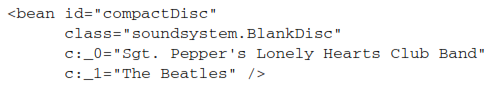 <bean id="compactDisc"
class="soundsystem.BlankDisc"
c:_0="Sgt. Pepper's Lonely Hearts Club Band"
c:_1="The Beatles" />